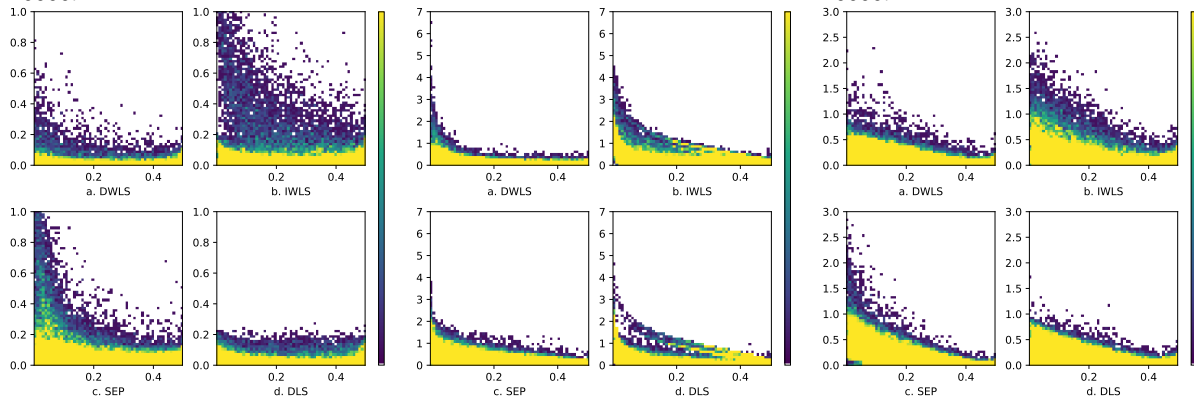 1.0 0.8 0.6 0.4 0.2 0.0 0.2 0.4 a. DWLS
1.0 0.8 0.6 0.4 0.2 0.0 0.2 0.4 b. IWLS
7 6 5 4 3 2 1 0 0.2 0.4 a. DWLS
7 6 5 4 3 2 1 0 0.2 0.4 b. IWLS
3.0 2.5 2.0 1.5 1.0 0.5 0.0 0.2 0.4 a. DWLS
3.0 2.5 2.0 1.5 1.0 0.5 0.0 0.2 0.4 b. IWLS
1.0 0.8 0.6 0.4 0.2 0.0 0.2 0.4 c. SEP
1.0 0.8 0.6 0.4 0.2 0.0 0.2 0.4 d. DLS
7 6 5 4 3 2 1 0 0.2 0.4 c. SEP
7 6 5 4 3 2 1 0 0.2 0.4 d. DLS
3.0 2.5 2.0 1.5 1.0 0.5 0.0 0.2 0.4 c. SEP
3.0 2.5 2.0 1.5 1.0 0.5 0.0 0.2 0.4 d. DLS